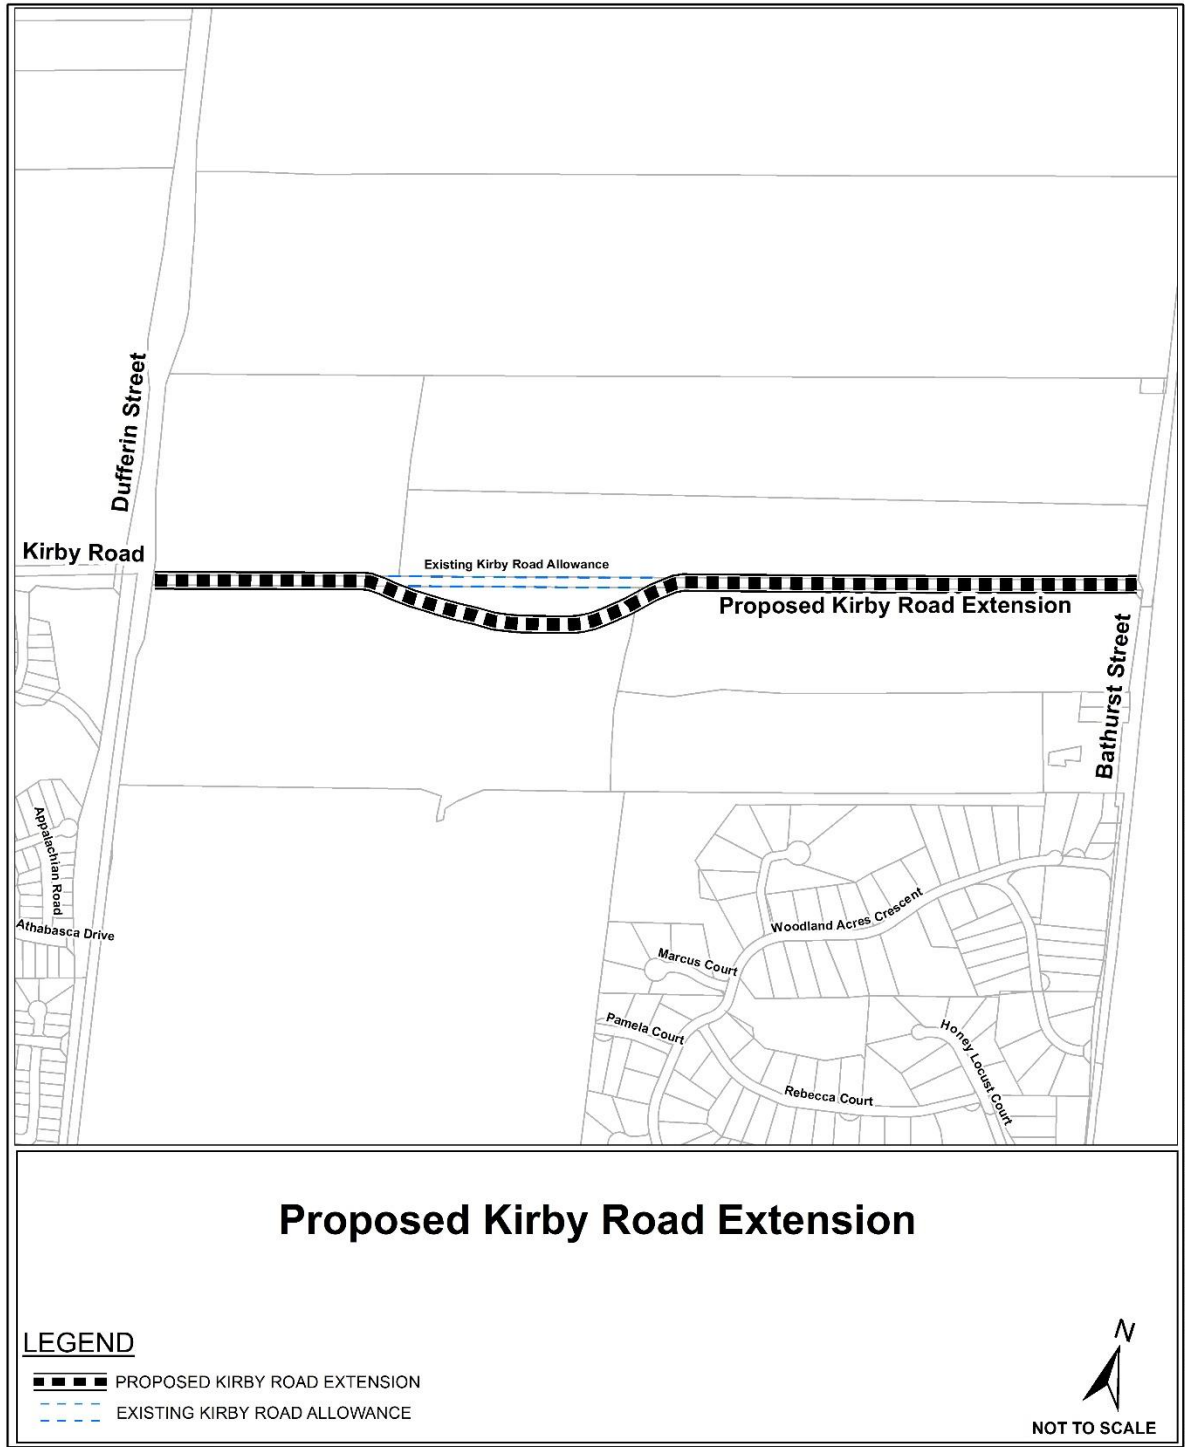 Dufferin Street
Kirby Road
Existing Kirby Road Allowance
Proposed Kirby Road Extension
Bathurst Street
Appalachian Road
Athabasca Drive
Woodland Acres Crescent
Marcus Court
Pamela Court
Honey Locust Court
Rebecca Court
Proposed Kirby Road Extension
LEGEND
PROPOSED KIRBY ROAD EXTENSION
EXISTING KIRBY ROAD ALLOWANCE
N
NOT TO SCALE